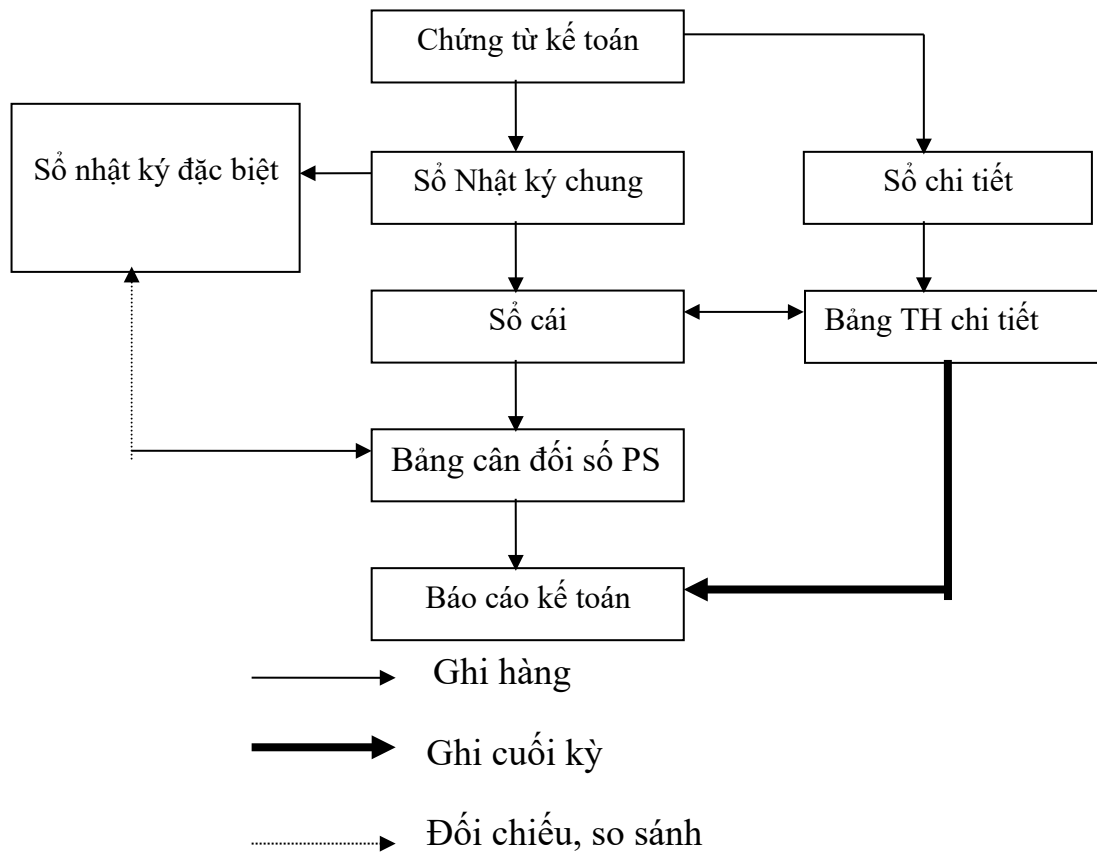 Chứng từ kế toán
Sổ nhật ký đặc biệt
Sổ Nhật ký chung
Sổ chi tiết
Sổ cái
Bảng TH chi tiết
Bảng cân đối số PS
Báo cáo kế toán
Ghi hàng
Ghi cuối kỳ
Đối chiếu, so sánh